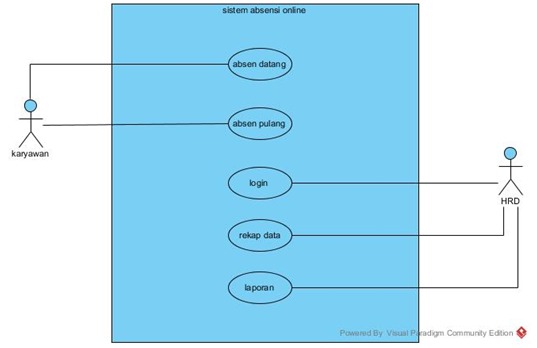 sistem absensi online
absen datang
absen pulang
karyawan
login
HRD
rekap data
laporan
Powered By Visual Paradigm Community Edition